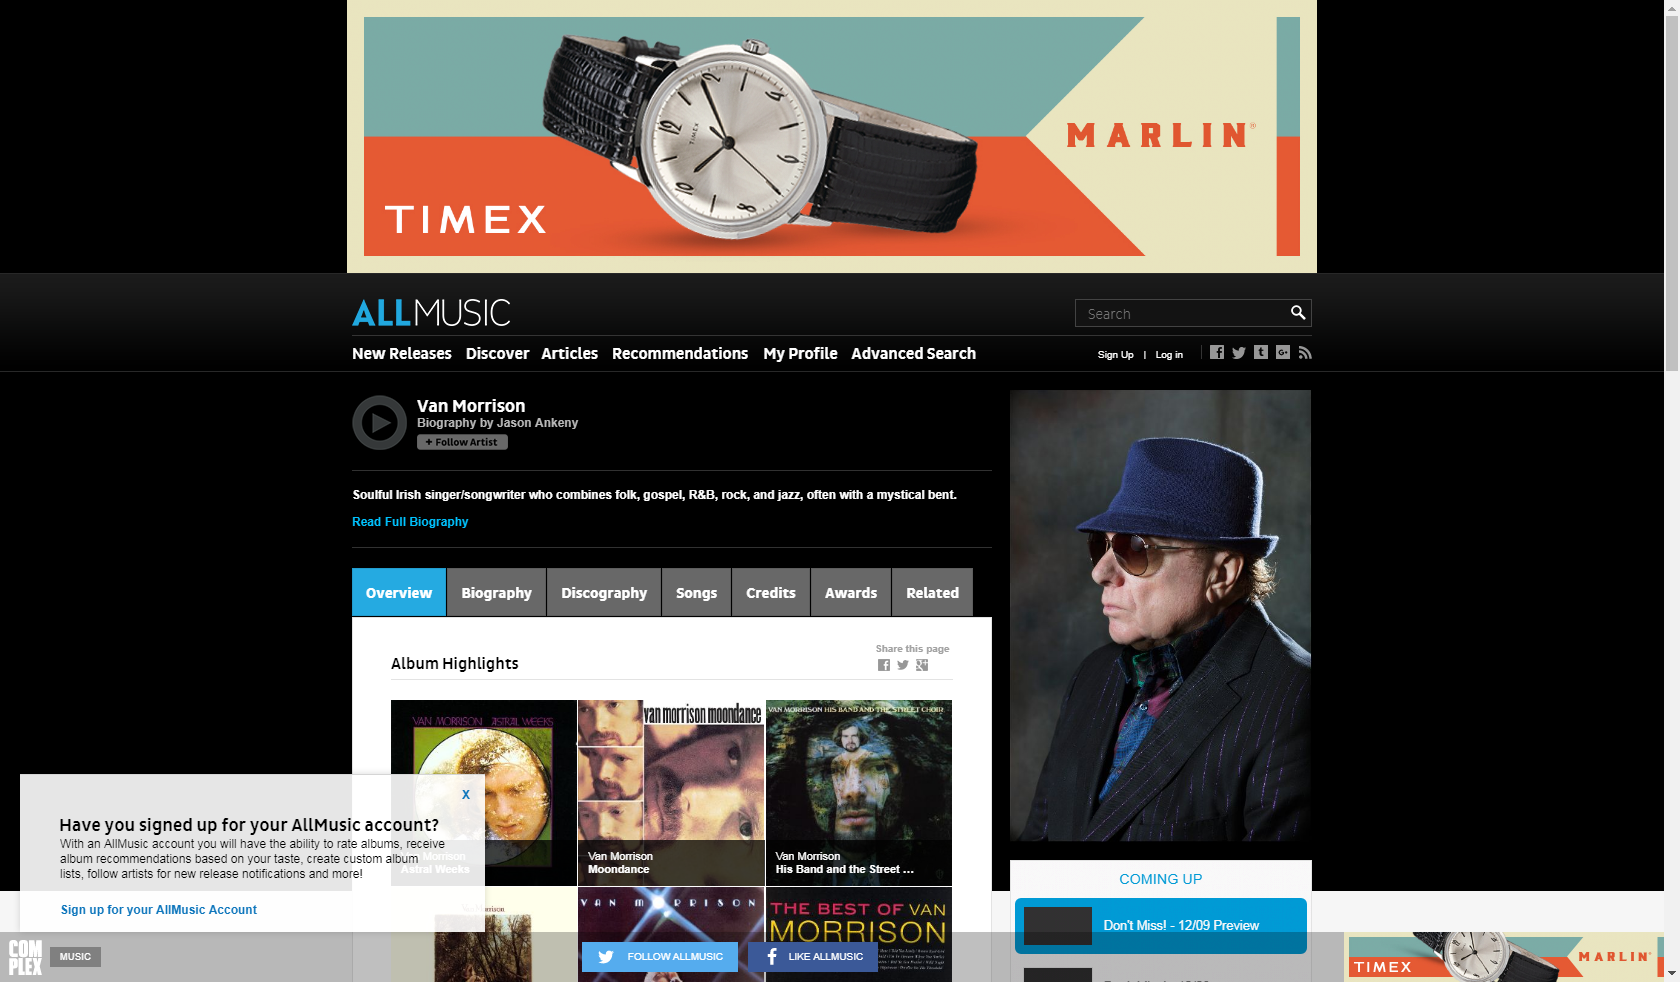 TIMEX
MARLIN®
ALLMUSIC
Search
New Releases Discover Articles Recommendations My Profile Advanced Search
Sign Up | Log in
Van Morrison
Biography by Jason Ankeny
+ Follow Artist
Soulful Irish singer/songwriter who combines folk, gospel, R&B, rock, and jazz, often with a mystical bent.
Read Full Biography
Overview Biography Discography Songs Credits Awards Related
Album Highlights
Share this page
VAN MORRISON ASTRAL WEEKS
van morrison moondance
VAN MORRISON HIS BAND AND THE STREET CHOIR
Morrison
Astral Weeks
Van Morrison
Moondance
Van Morrison
His Band and the Street ...
X
Have you signed up for your AllMusic account?
With an AllMusic account you will have the ability to rate albums, receive
album recommendations based on your taste, create custom album
lists, follow artists for new release notifications and more!
Sign up for your AllMusic Account
VAN MORRISON
THE BEST OF VAN
MORRISON
COMING UP
Don't Miss! - 12/09 Preview
COM
PLEX
MUSIC
FOLLOW ALLMUSIC
LIKE ALLMUSIC
TIMEX
MARLIN